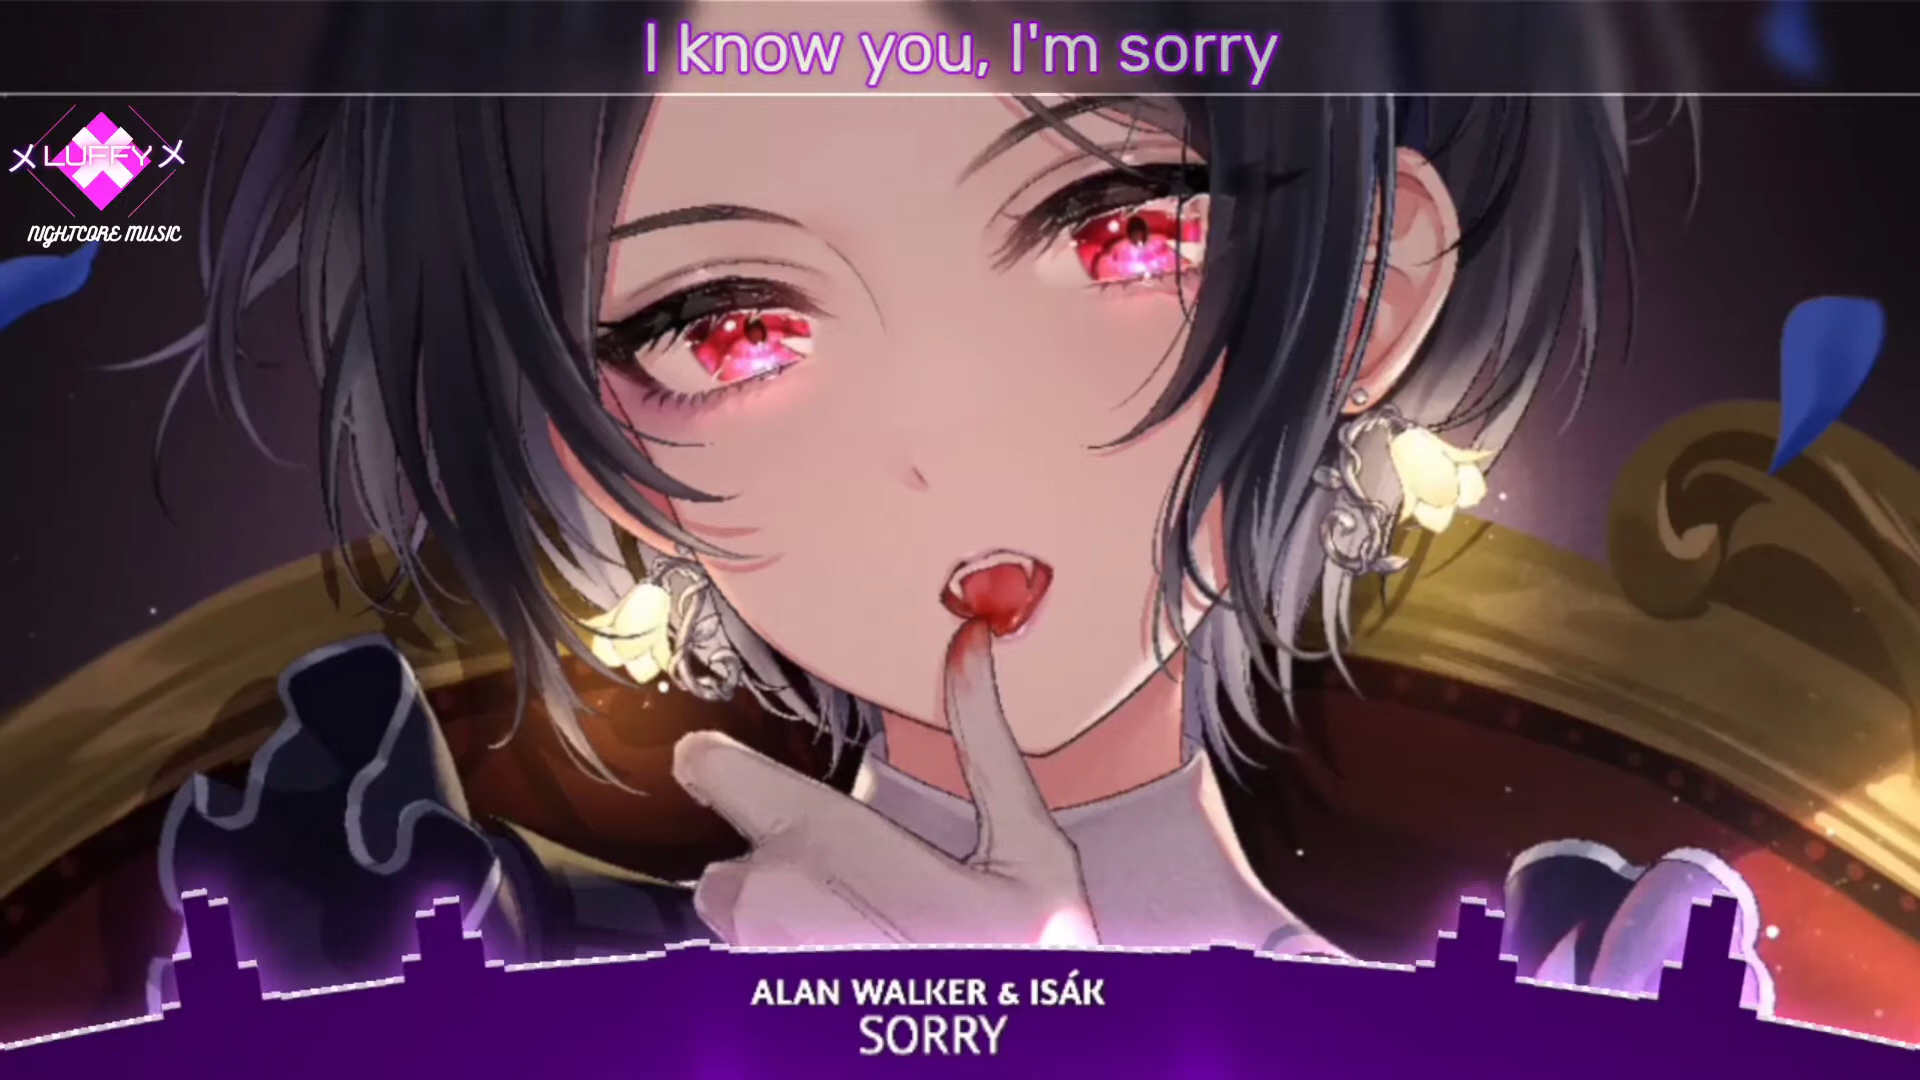 I know you, I'm sorry
X LUFFY X
NIGHTCORE MUSIC
ALAN WALKER & ISÁK
SORRY